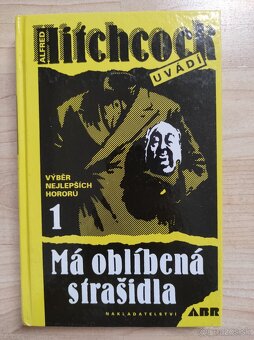 ALFRED
Hitchcock
UVÁDÍ
VÝBĚR
NEJLEPŠÍCH
HORORŮ
1
Má oblíbená
strašidla
NAKLADATELSTVÍ
ABR